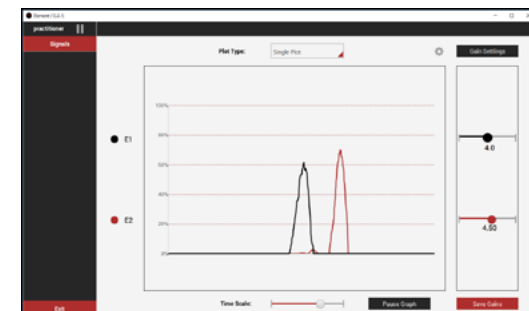 practitioner
Signals
Plot Type:
Single Plot
Gain Settings
100%
80%
E1
4.0
60%
40%
E2
20%
4.50
0%
Time Scale:
Pause Graph
Save Gains
Exit